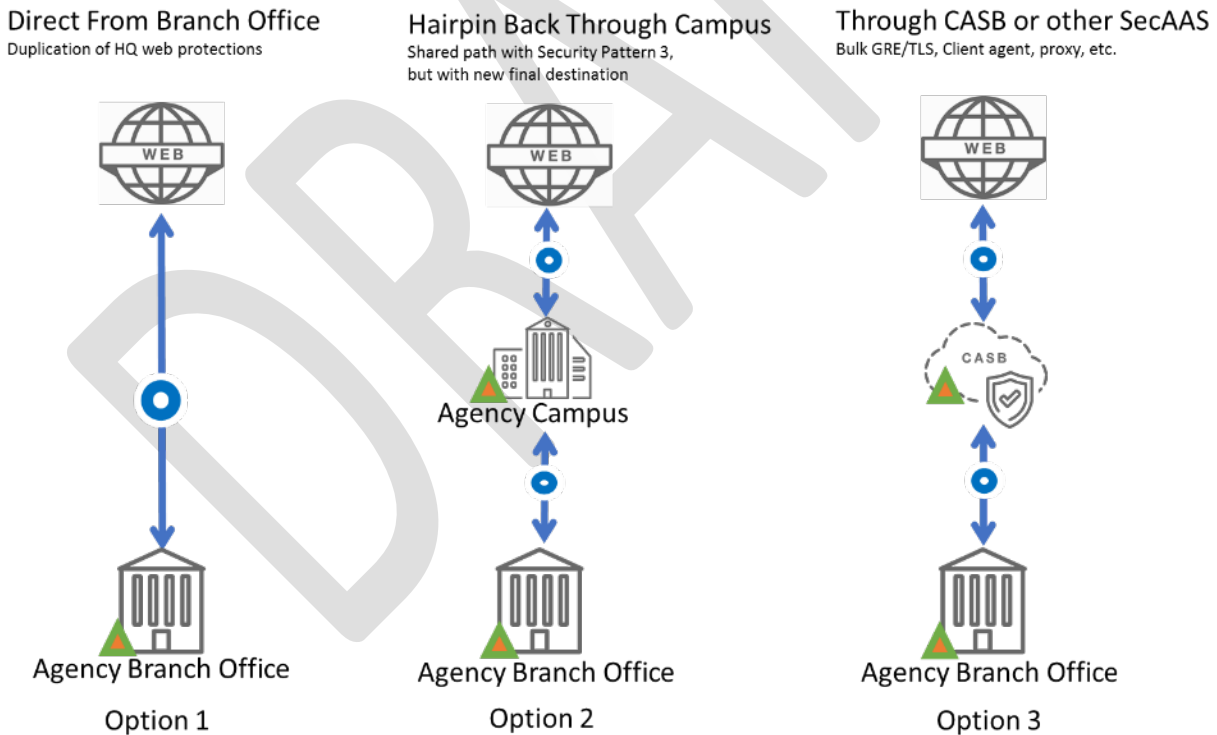 Direct From Branch Office
Duplication of HQ web protections
WEB
Agency Branch Office
Option 1
Hairpin Back Through Campus
Shared path with Security Pattern 3,
but with new final destination
WEB
Agency Campus
Agency Branch Office
Option 2
Through CASB or other SecAAS
Bulk GRE/TLS, Client agent, proxy, etc.
WEB
CASB
Agency Branch Office
Option 3
DRA